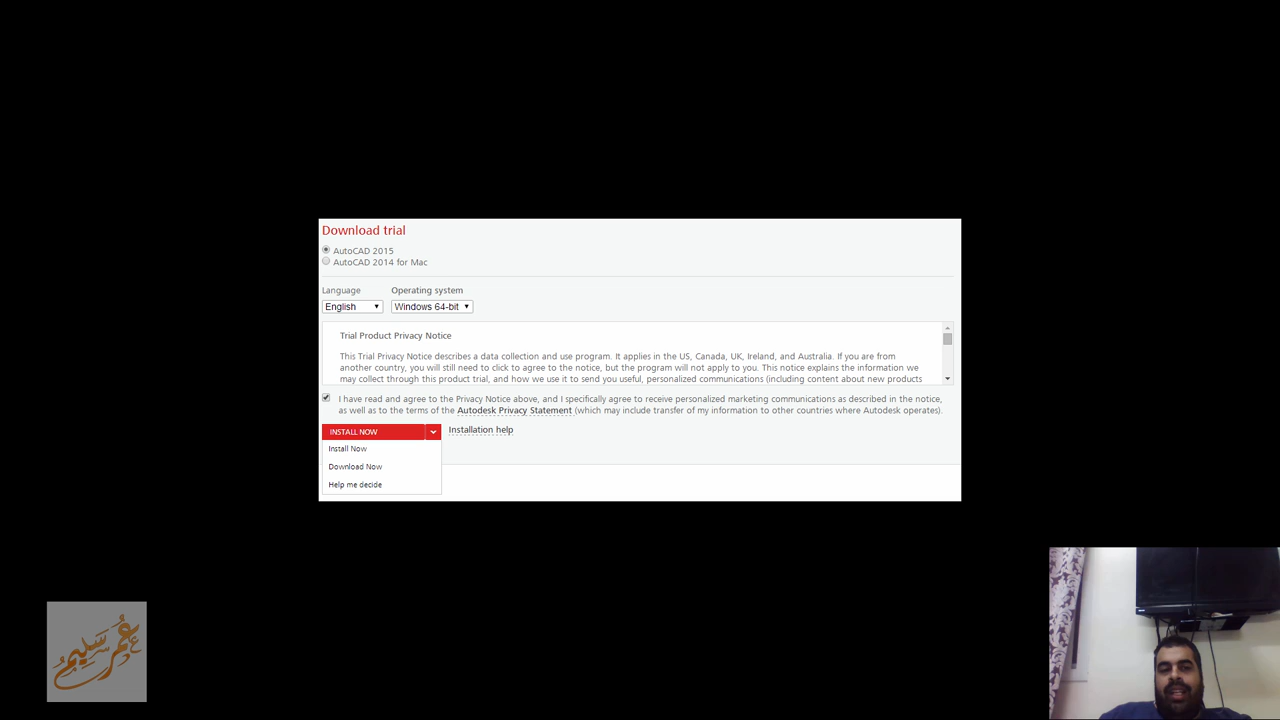 Download trial
AutoCAD 2015
AutoCAD 2014 for Mac
Language Operating system
English Windows 64-bit
Trial Product Privacy Notice
This Trial Privacy Notice describes a data collection and use program. It applies in the US, Canada, UK, Ireland, and Australia. If you are from
another country, you will still need to click to agree to the notice, but the program will not apply to you. This notice explains the information we
may collect through this product trial, and how we use it to send you useful, personalized communications (including content about new products
I have read and agree to the Privacy Notice above, and I specifically agree to receive personalized marketing communications as described in the notice,
as well as to the terms of the Autodesk Privacy Statement (which may include transfer of my information to other countries where Autodesk operates).
INSTALL NOW Installation help
Install Now
Download Now
Help me decide
عُمر سَليم